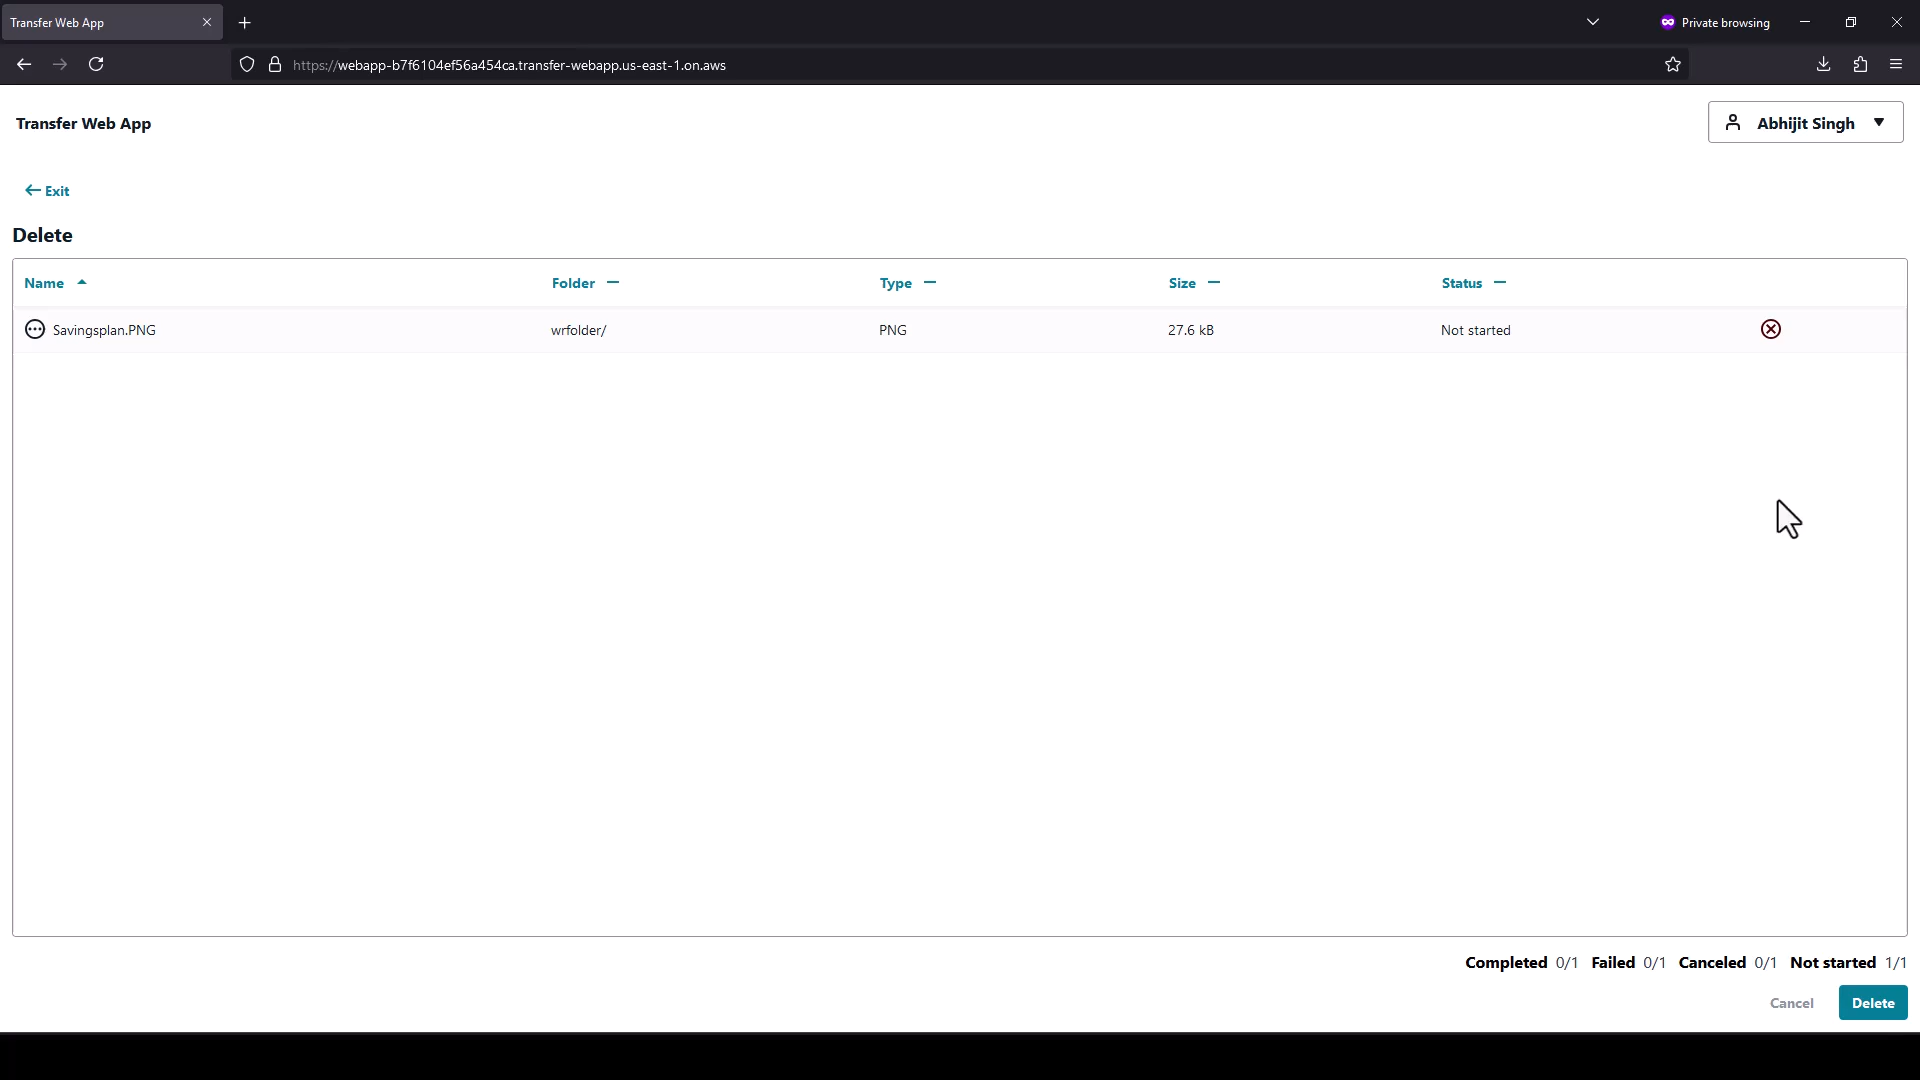 Transfer Web App
Private browsing
https://webapp-b7f6104ef56a454ca.transfer-webapp.us-east-1.on.aws
Transfer Web App
Abhijit Singh
Exit
Delete
Name Folder Type Size Status
Savingsplan.PNG wrfolder/ PNG 27.6 kB Not started
Completed 0/1 Failed 0/1 Canceled 0/1 Not started 1/1
Cancel Delete